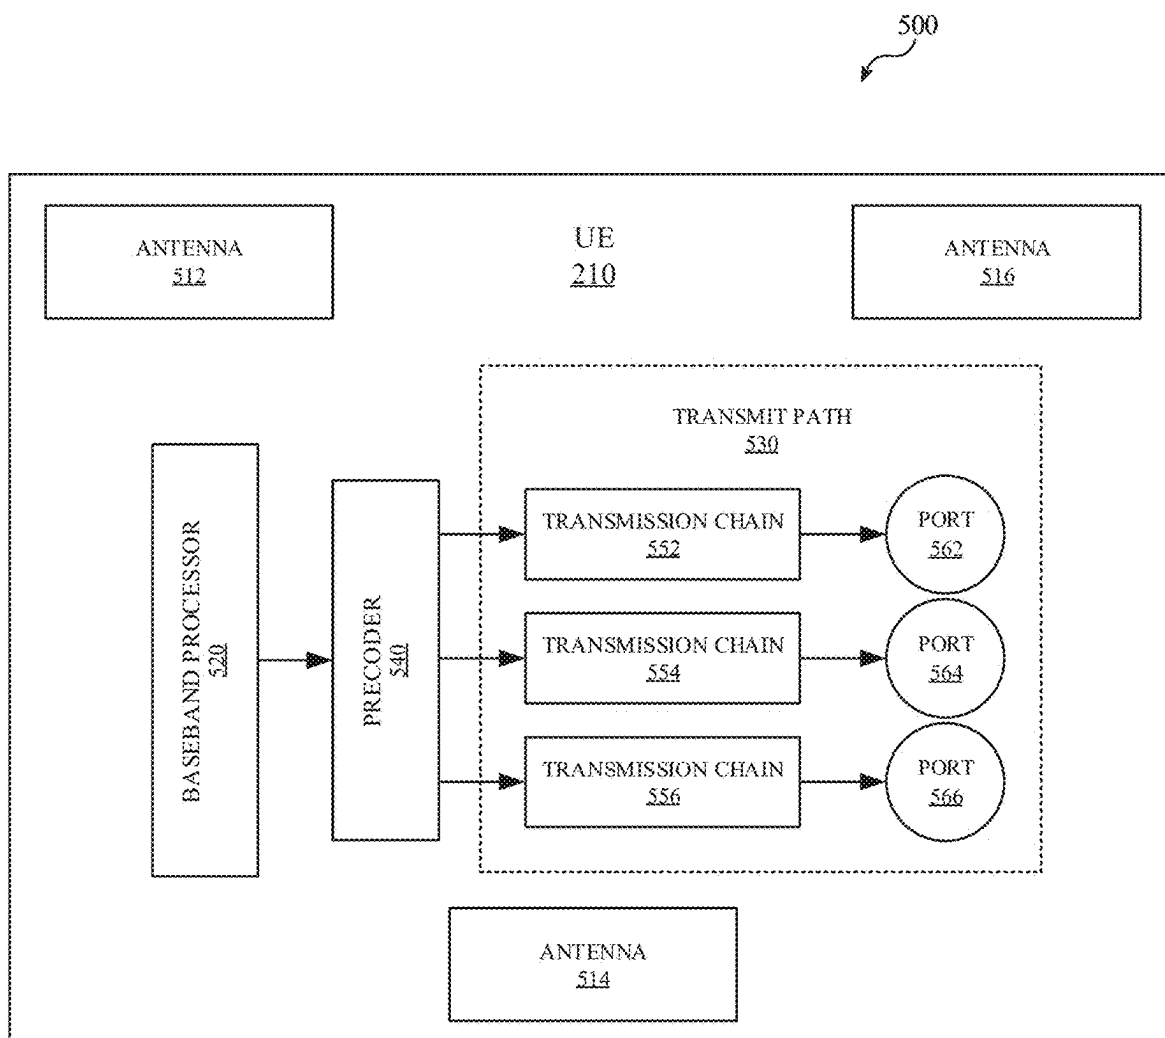 500
ANTENNA
512
UE
210
ANTENNA
516
TRANSMIT PATH
530
BASEBAND PROCESSOR
520
PRECODER
540
TRANSMISSION CHAIN
552
PORT
562
TRANSMISSION CHAIN
554
PORT
564
TRANSMISSION CHAIN
556
PORT
566
ANTENNA
514